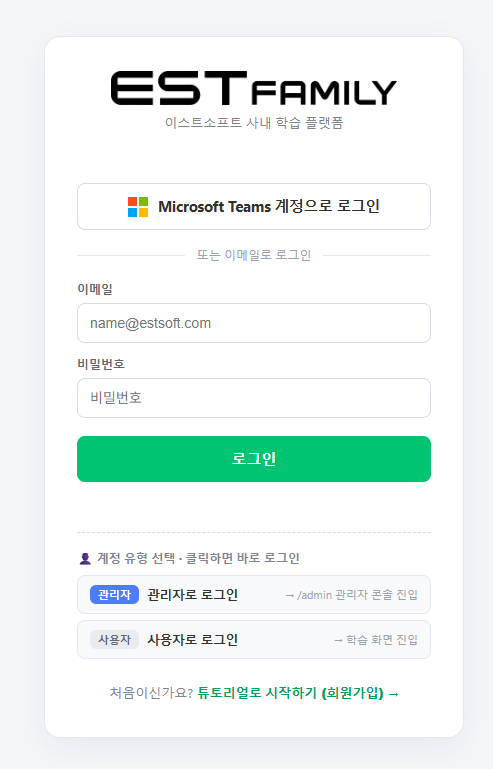 EST FAMILY
이스트소프트 사내 학습 플랫폼
Microsoft Teams 계정으로 로그인
또는 이메일로 로그인
이메일
name@estsoft.com
비밀번호
비밀번호
로그인
계정 유형 선택 · 클릭하면 바로 로그인
관리자 관리자로 로그인 → /admin 관리자 콘솔 진입
사용자 사용자로 로그인 → 학습 화면 진입
처음이신가요? 튜토리얼로 시작하기 (회원가입) →